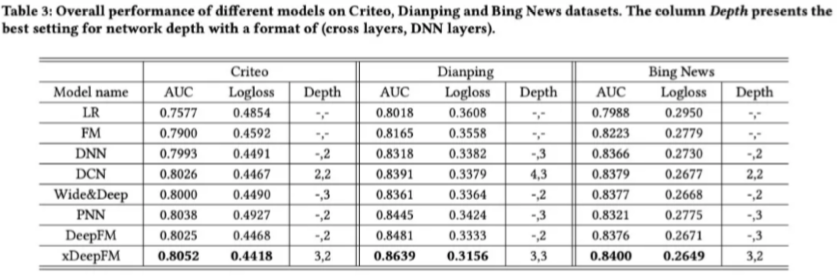 Table 3: Overall performance of different models on Criteo, Dianping and Bing News datasets. The column Depth presents the
best setting for network depth with a format of (cross layers, DNN layers).
Criteo Dianping Bing News
Model name AUC Logloss Depth AUC Logloss Depth AUC Logloss Depth
LR 0.7577 0.4854 -,- 0.8018 0.3608 -,- 0.7988 0.2950 -,-
FM 0.7900 0.4592 -,- 0.8165 0.3558 -,- 0.8223 0.2779 -,-
DNN 0.7993 0.4491 -,2 0.8318 0.3382 -,3 0.8366 0.2730 -,2
DCN 0.8026 0.4467 2,2 0.8391 0.3379 4,3 0.8379 0.2677 2,2
Wide&Deep 0.8000 0.4490 -,3 0.8361 0.3364 -,2 0.8377 0.2668 -,2
PNN 0.8038 0.4927 -,2 0.8445 0.3424 -,3 0.8321 0.2775 -,3
DeepFM 0.8025 0.4468 -,2 0.8481 0.3333 -,2 0.8376 0.2671 -,3
xDeepFM 0.8052 0.4418 3,2 0.8639 0.3156 3,3 0.8400 0.2649 3,2